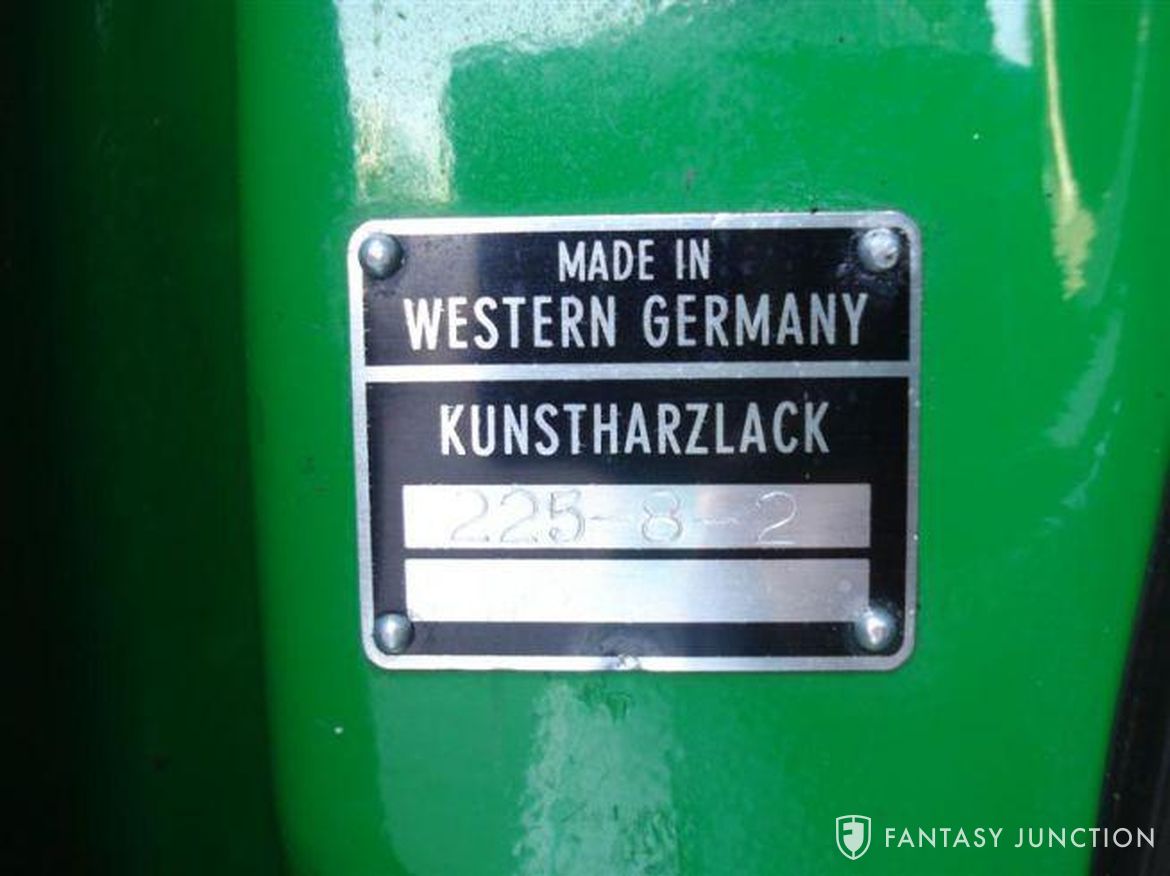 MADE IN
WESTERN GERMANY
KUNSTHARZLACK
225-8-2
FANTASY JUNCTION